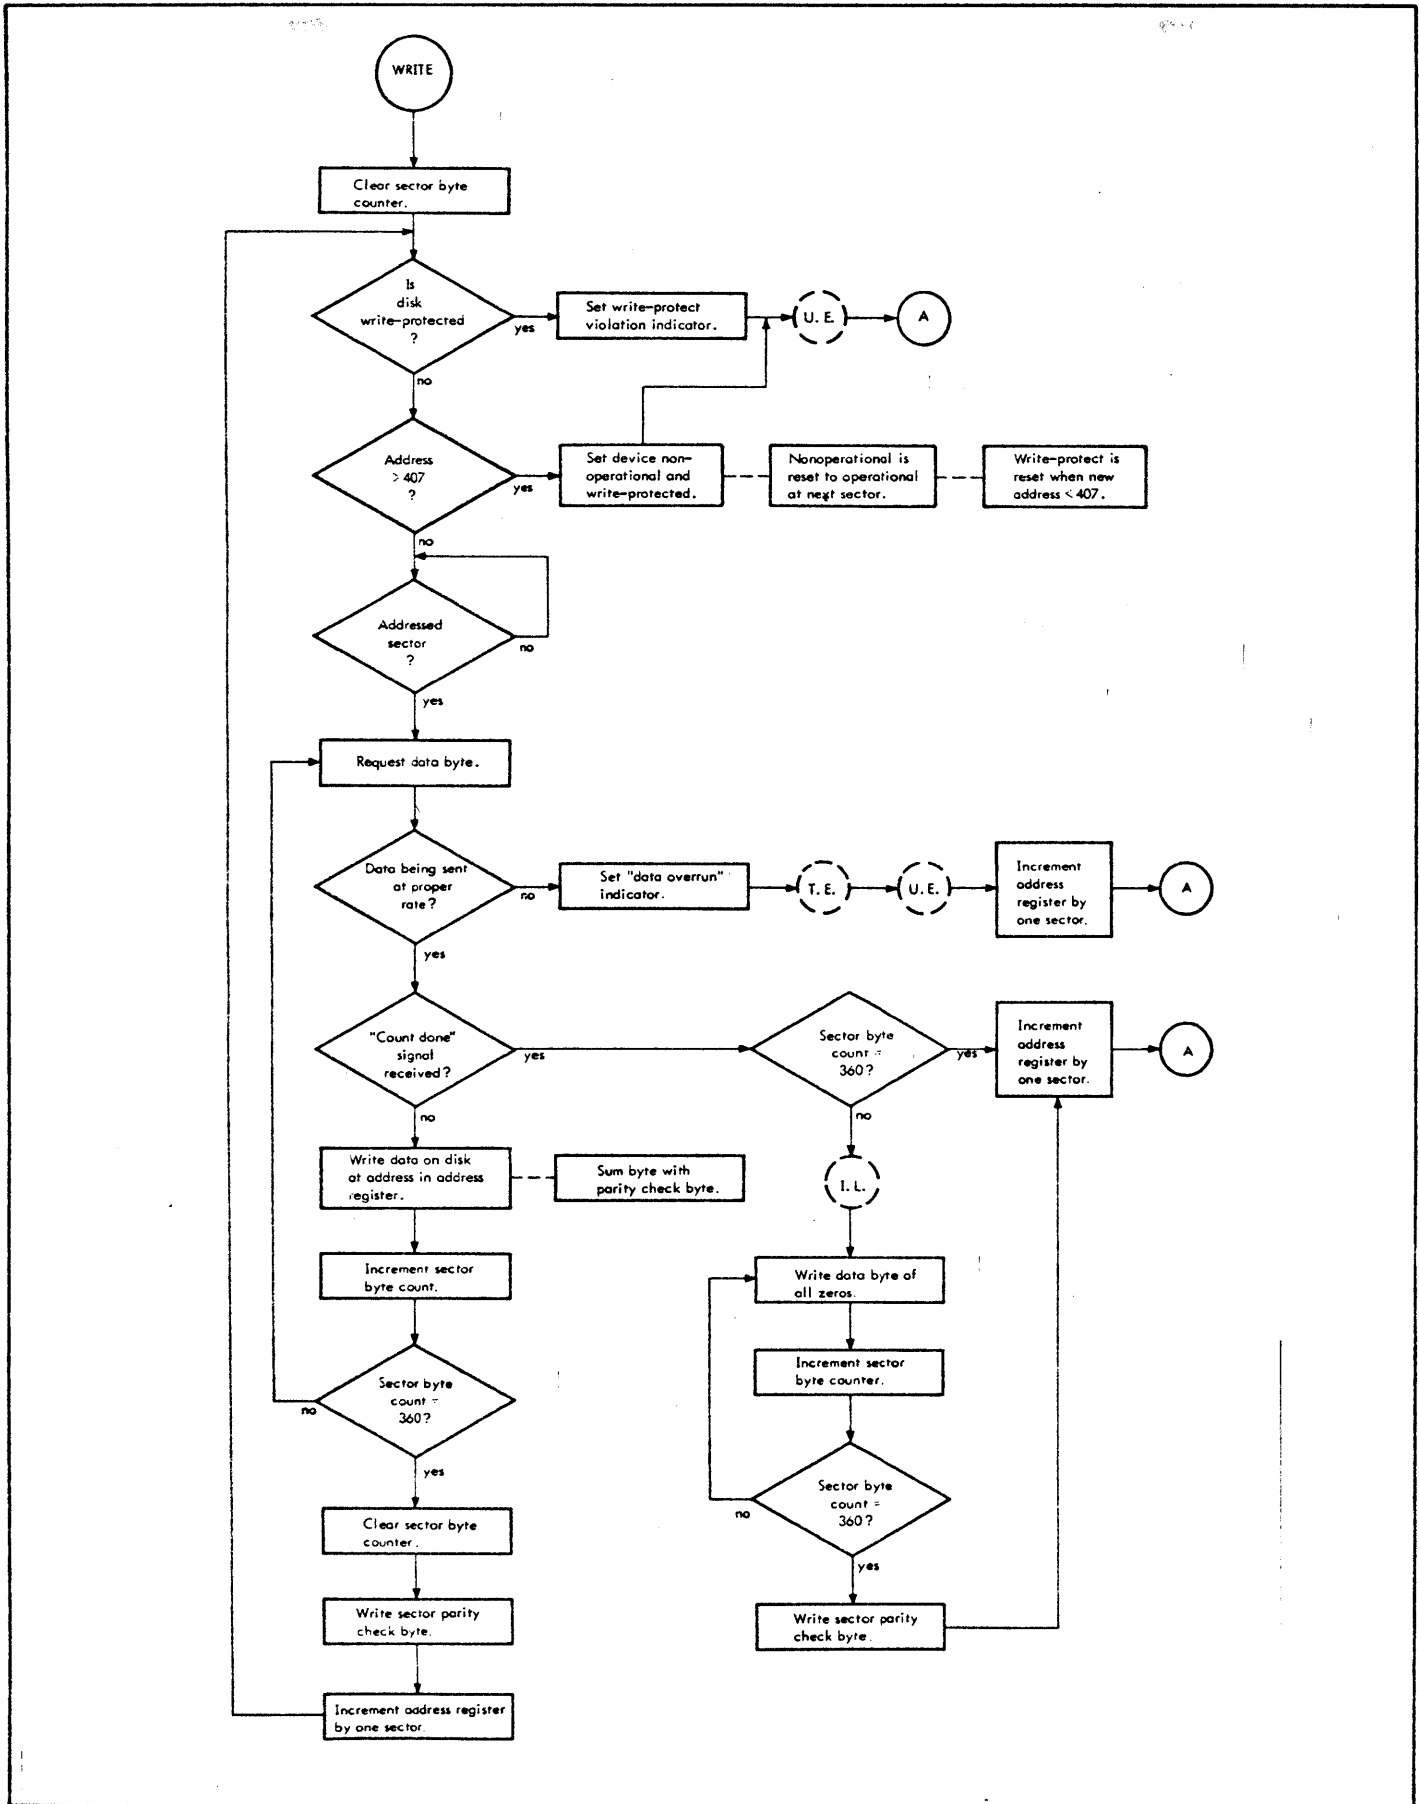 WRITE
Clear sector byte
counter.
Is
disk
write-protected
?
yes
no
Set write-protect
violation indicator.
U. E.
A
Address
> 407
?
yes
no
Set device non-
operational and
write-protected.
Nonoperational is
reset to operational
at next sector.
Write-protect is
reset when new
address < 407.
Addressed
sector
?
no
yes
Request data byte.
Data being sent
at proper
rate?
no
yes
Set "data overrun"
indicator.
T. E.
U. E.
Increment
address
register by
one sector.
A
"Count done"
signal
received?
yes
no
Sector byte
count =
360?
yes
no
Increment
address
register by
one sector.
A
Write data on disk
at address in address
register.
Sum byte with
parity check byte.
I. L.
Increment sector
byte count.
Write data byte of
all zeros.
Sector byte
count =
360?
no
yes
Increment sector
byte counter.
Sector byte
count =
360?
no
yes
Clear sector byte
counter.
Write sector parity
check byte.
Write sector parity
check byte.
Increment address register
by one sector.